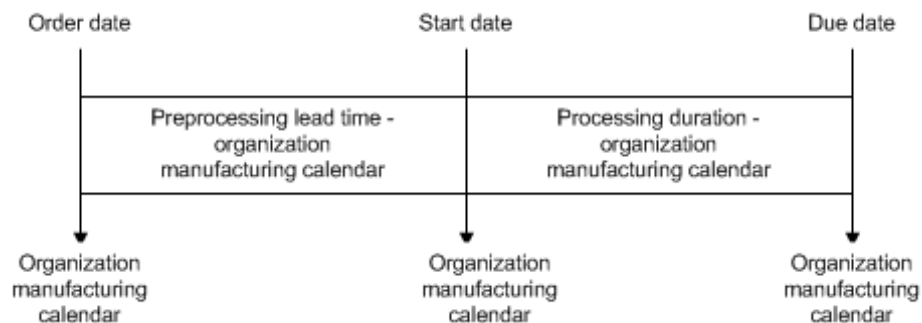 Order date
Start date
Due date
Preprocessing lead time -
organization
manufacturing calendar
Processing duration -
organization
manufacturing calendar
Organization
manufacturing
calendar
Organization
manufacturing
calendar
Organization
manufacturing
calendar